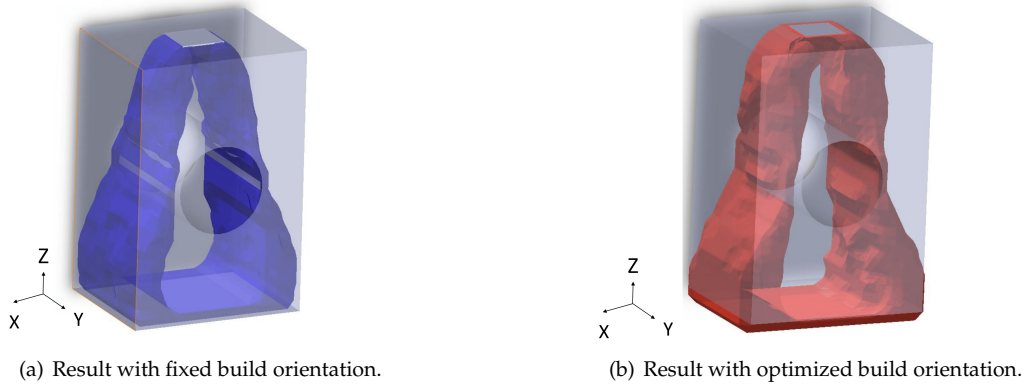 Z
X
Y
Z
X
Y
(a) Result with fixed build orientation.
(b) Result with optimized build orientation.